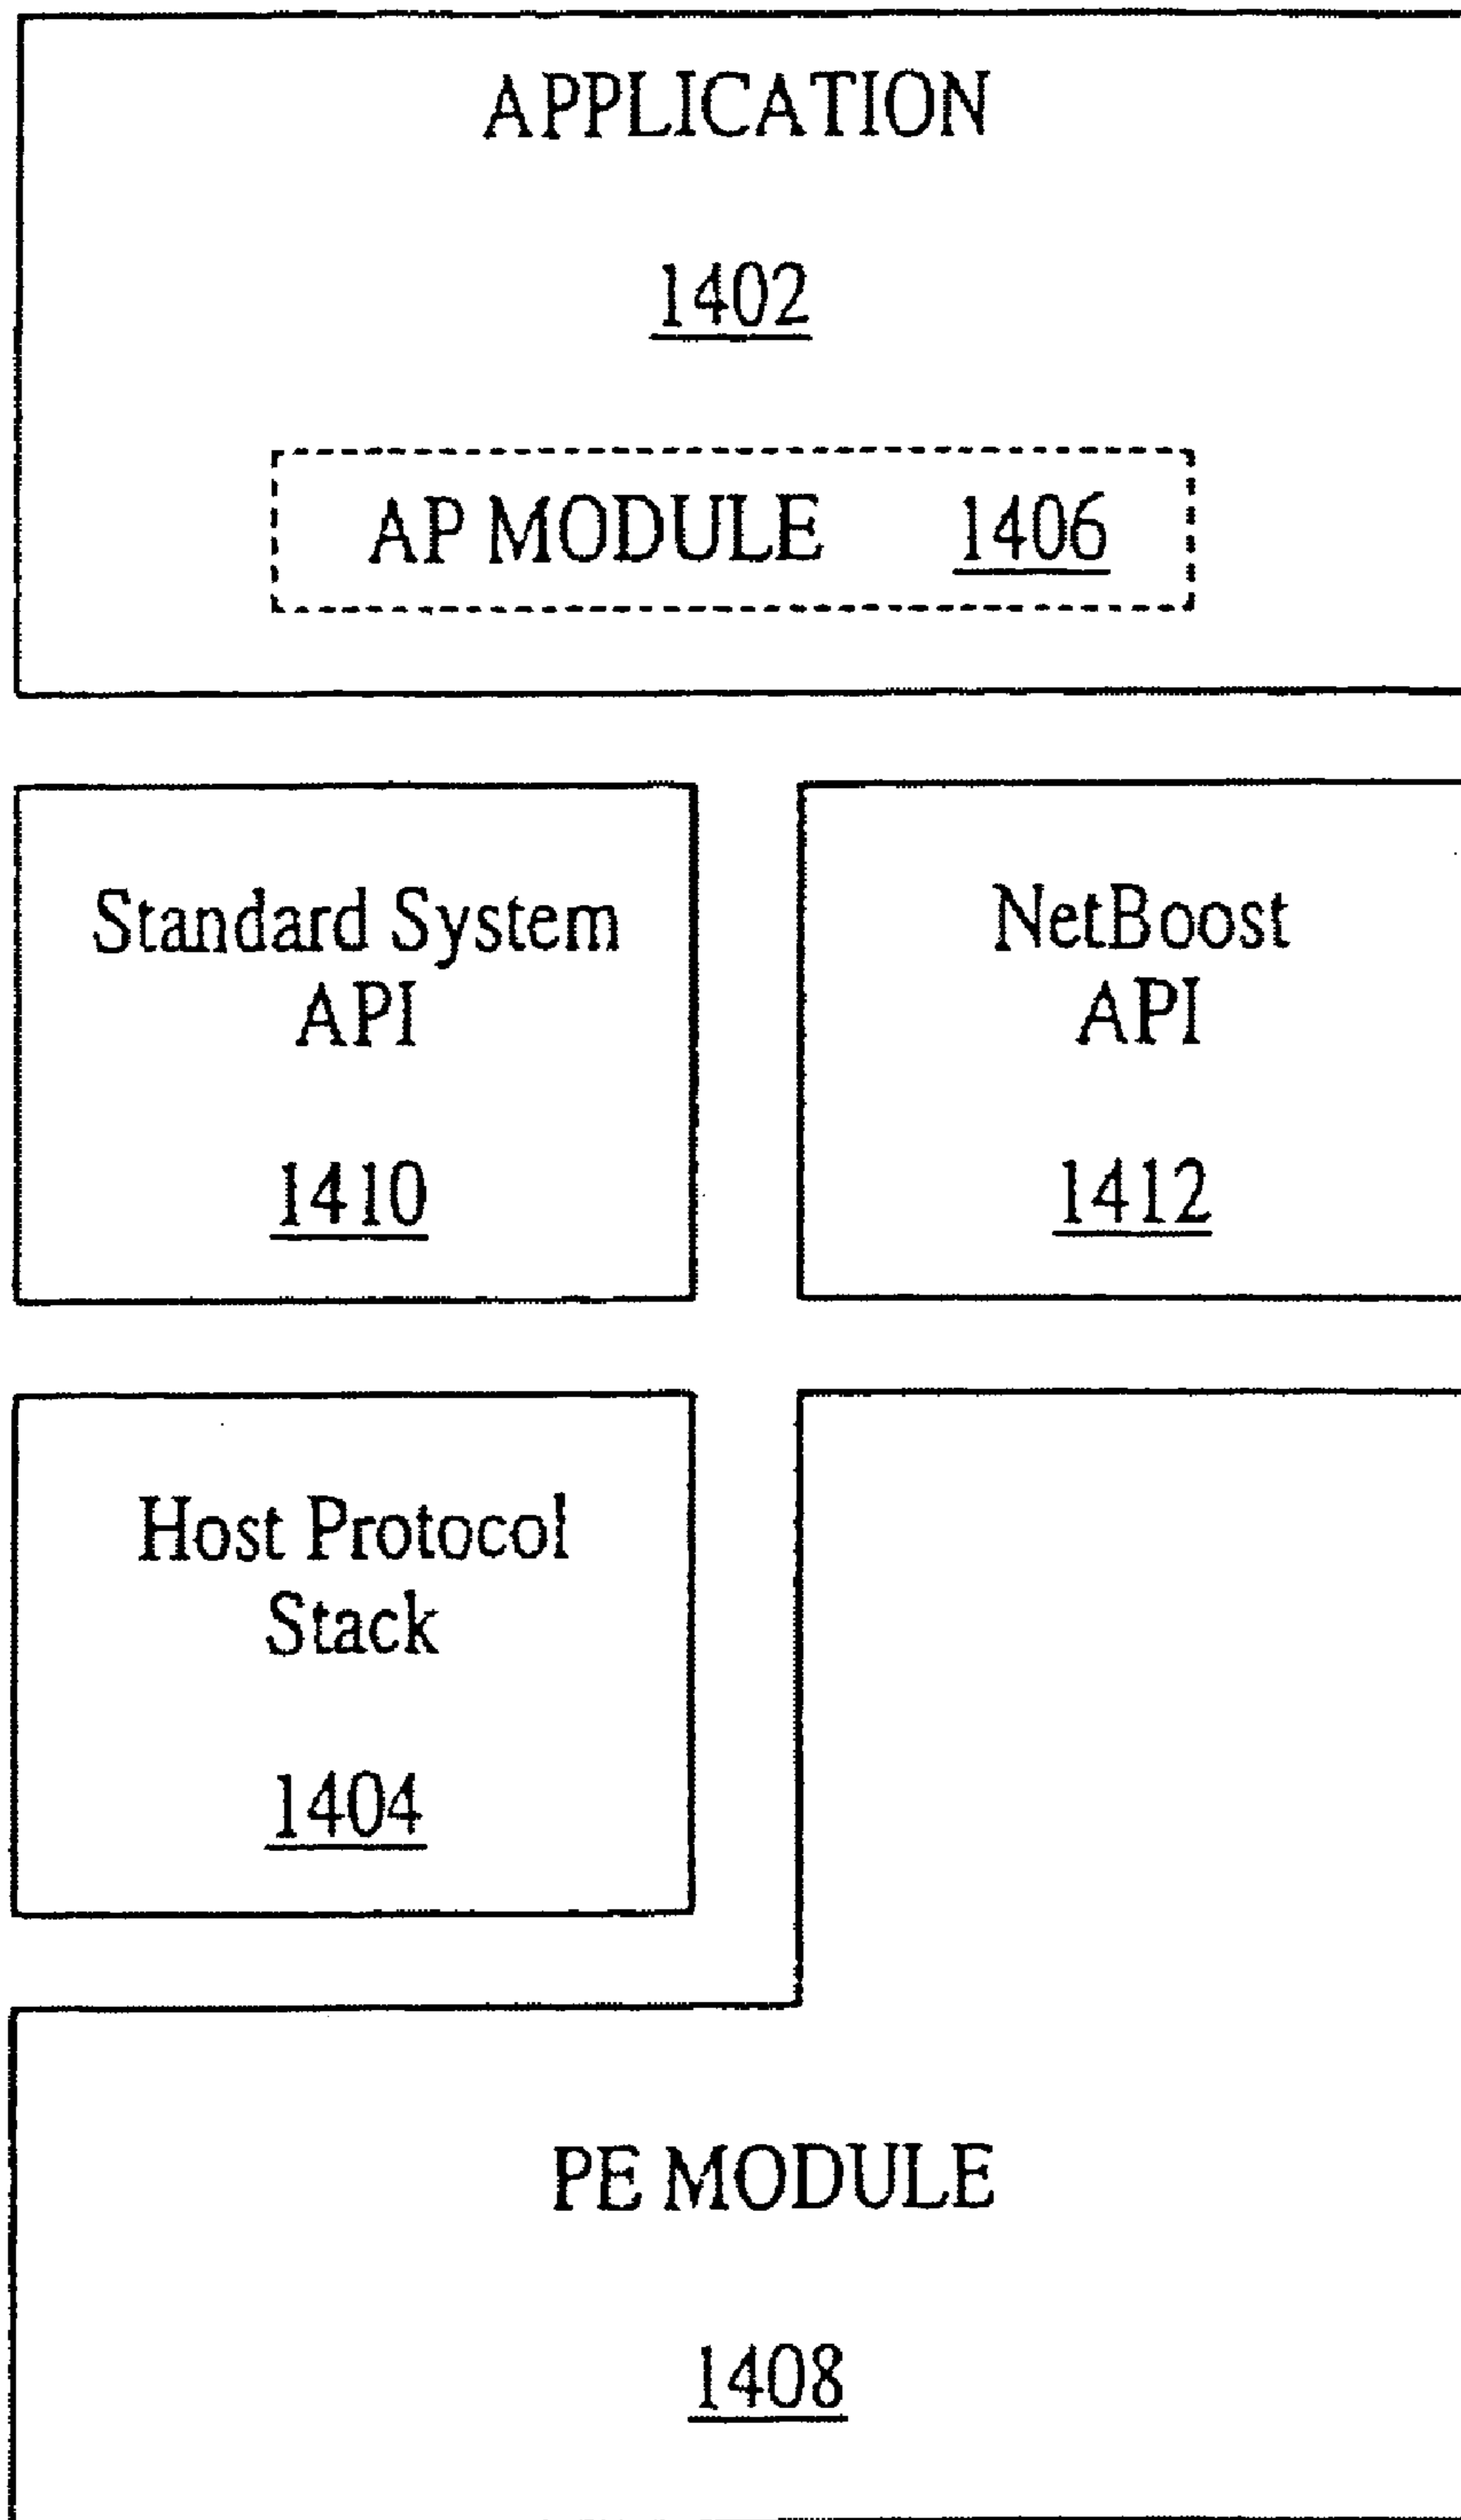 APPLICATION
1402
AP MODULE 1406
Standard System
API
1410
NetBoost
API
1412
Host Protocol
Stack
1404
PE MODULE
1408